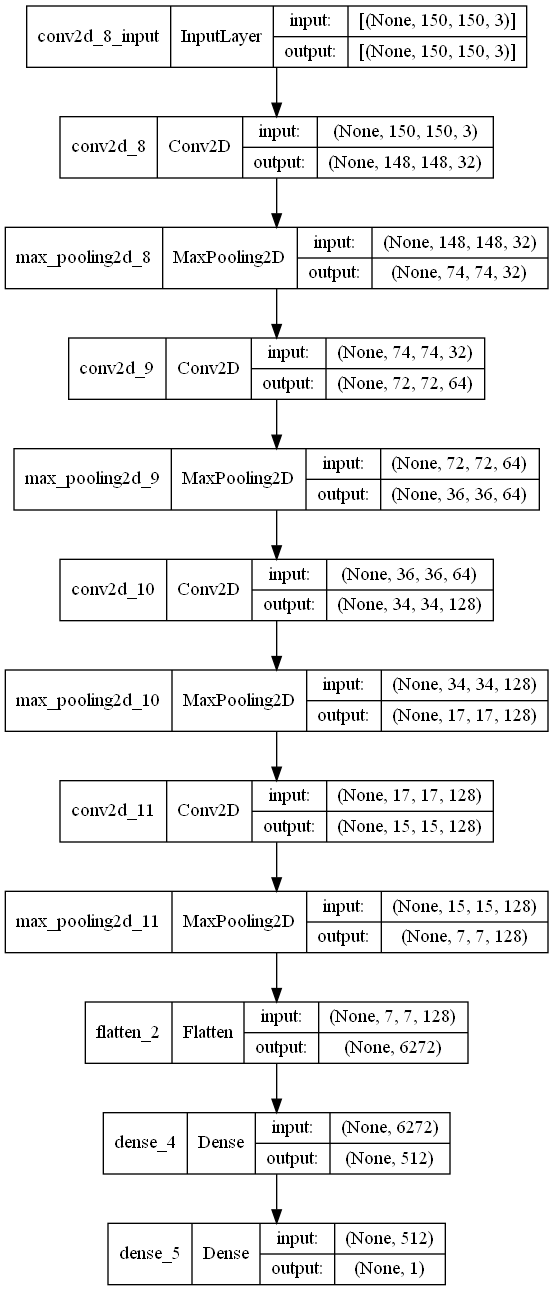 conv2d_8_input InputLayer input: [(None, 150, 150, 3)]
output: [(None, 150, 150, 3)]
conv2d_8 Conv2D input: (None, 150, 150, 3)
output: (None, 148, 148, 32)
max_pooling2d_8 MaxPooling2D input: (None, 148, 148, 32)
output: (None, 74, 74, 32)
conv2d_9 Conv2D input: (None, 74, 74, 32)
output: (None, 72, 72, 64)
max_pooling2d_9 MaxPooling2D input: (None, 72, 72, 64)
output: (None, 36, 36, 64)
conv2d_10 Conv2D input: (None, 36, 36, 64)
output: (None, 34, 34, 128)
max_pooling2d_10 MaxPooling2D input: (None, 34, 34, 128)
output: (None, 17, 17, 128)
conv2d_11 Conv2D input: (None, 17, 17, 128)
output: (None, 15, 15, 128)
max_pooling2d_11 MaxPooling2D input: (None, 15, 15, 128)
output: (None, 7, 7, 128)
flatten_2 Flatten input: (None, 7, 7, 128)
output: (None, 6272)
dense_4 Dense input: (None, 6272)
output: (None, 512)
dense_5 Dense input: (None, 512)
output: (None, 1)